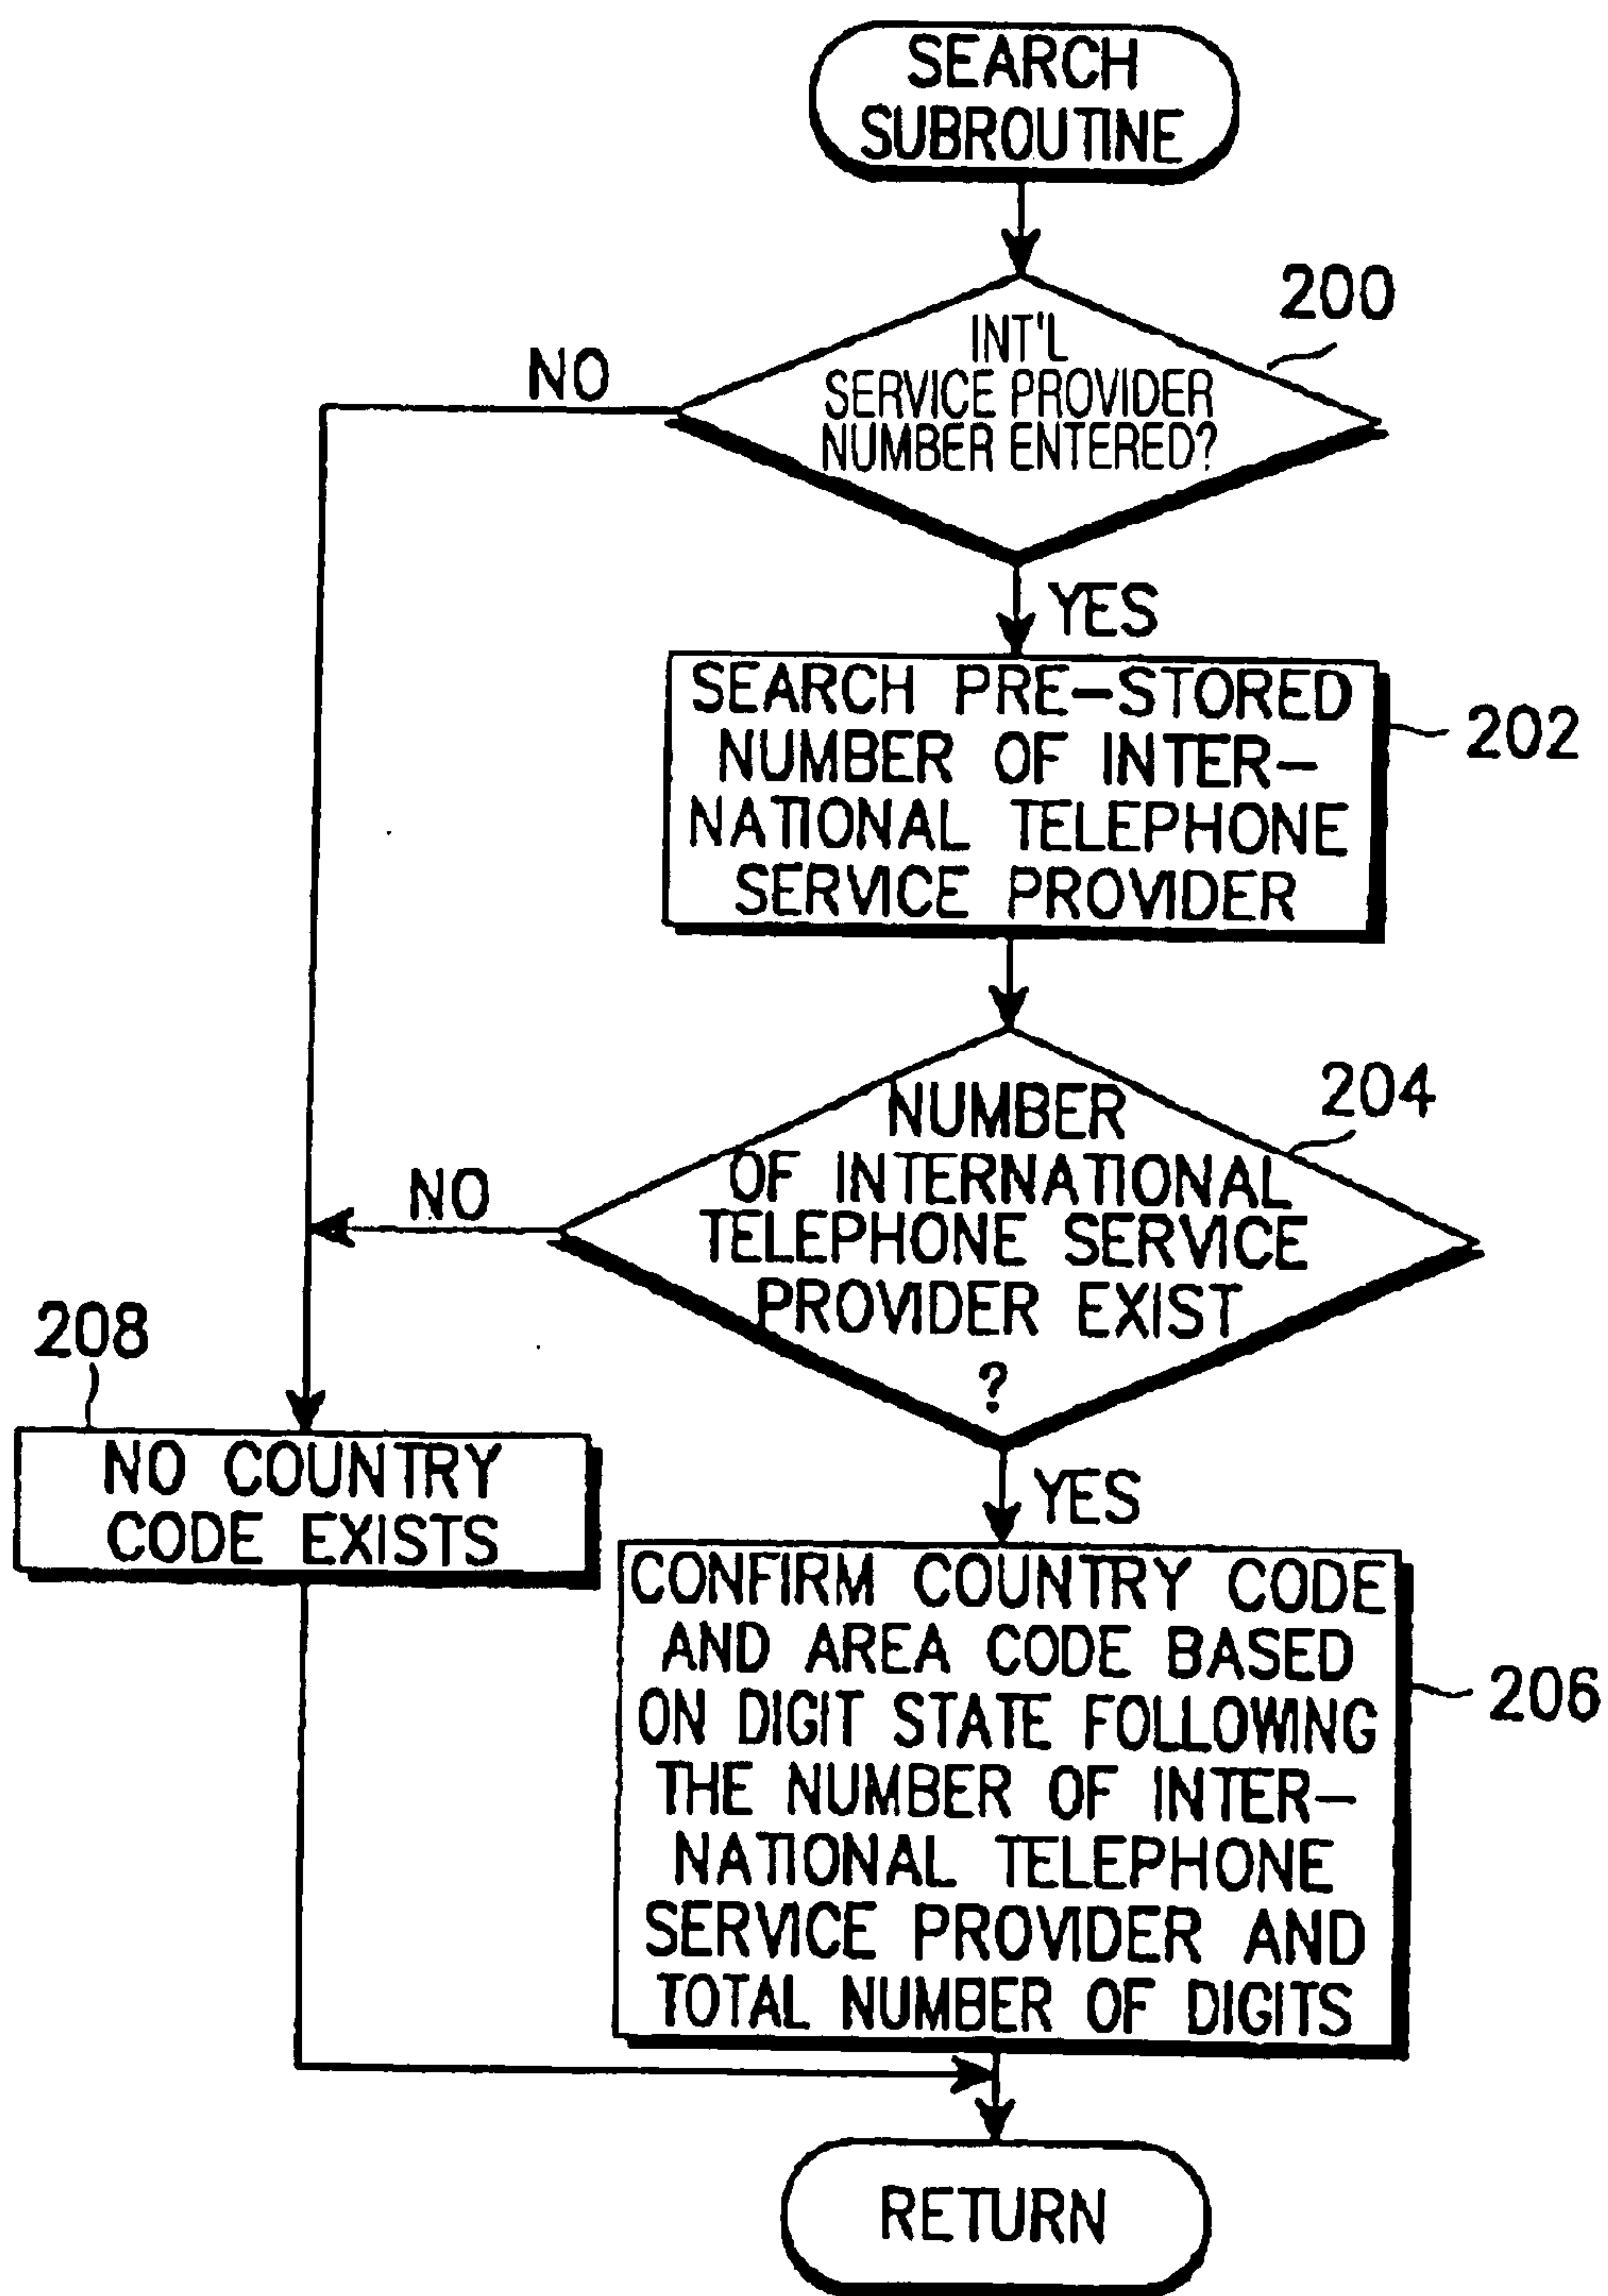 SEARCH
SUBROUTINE
200
INT'L
SERVICE PROVIDER
NUMBER ENTERED?
NO
YES
SEARCH PRE-STORED
NUMBER OF INTER-
NATIONAL TELEPHONE
SERVICE PROVIDER
202
NUMBER
OF INTERNATIONAL
TELEPHONE SERVICE
PROVIDER EXIST
?
204
NO
YES
208
NO COUNTRY
CODE EXISTS
CONFIRM COUNTRY CODE
AND AREA CODE BASED
ON DIGIT STATE FOLLOWING
THE NUMBER OF INTER-
NATIONAL TELEPHONE
SERVICE PROVIDER AND
TOTAL NUMBER OF DIGITS
206
RETURN